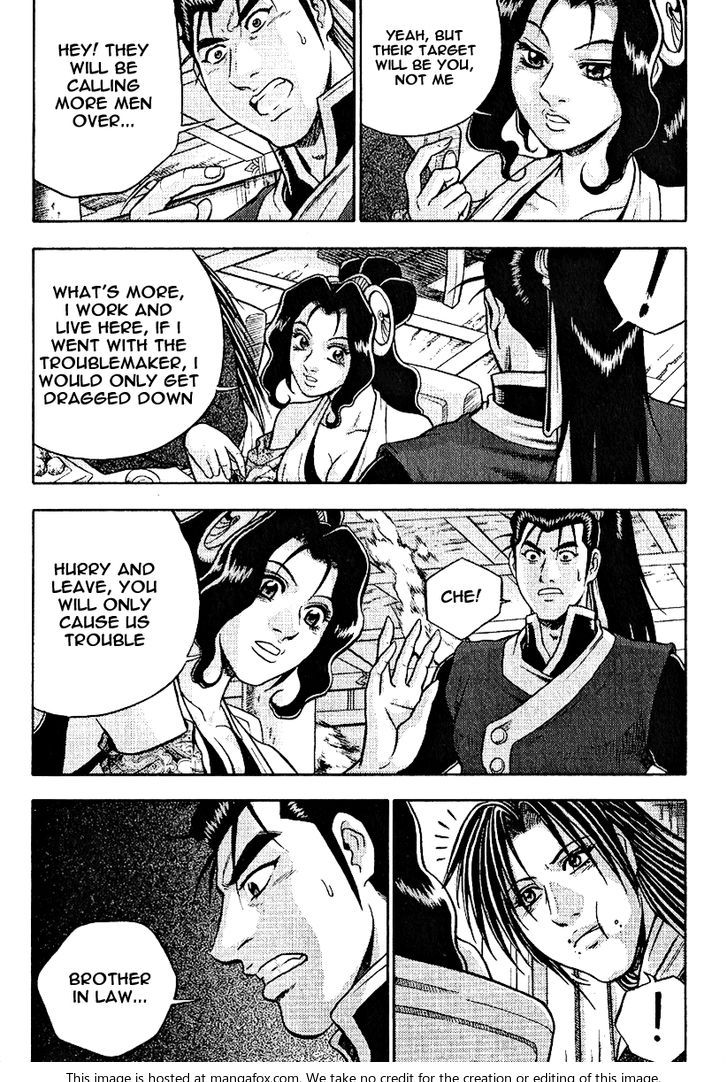 HEY! THEY
WILL BE
CALLING
MORE MEN
OVER...
YEAH, BUT
THEIR TARGET
WILL BE YOU,
NOT ME
!
WHAT'S MORE,
I WORK AND
LIVE HERE, IF I
WENT WITH THE
TROUBLEMAKER, I
WOULD ONLY GET
DRAGGED DOWN
HURRY AND
LEAVE, YOU
WILL ONLY
CAUSE US
TROUBLE
CHE!
BROTHER
IN LAW...
!
This image is hosted at mangafox.com. We take no credit for the creation or editing of this image.